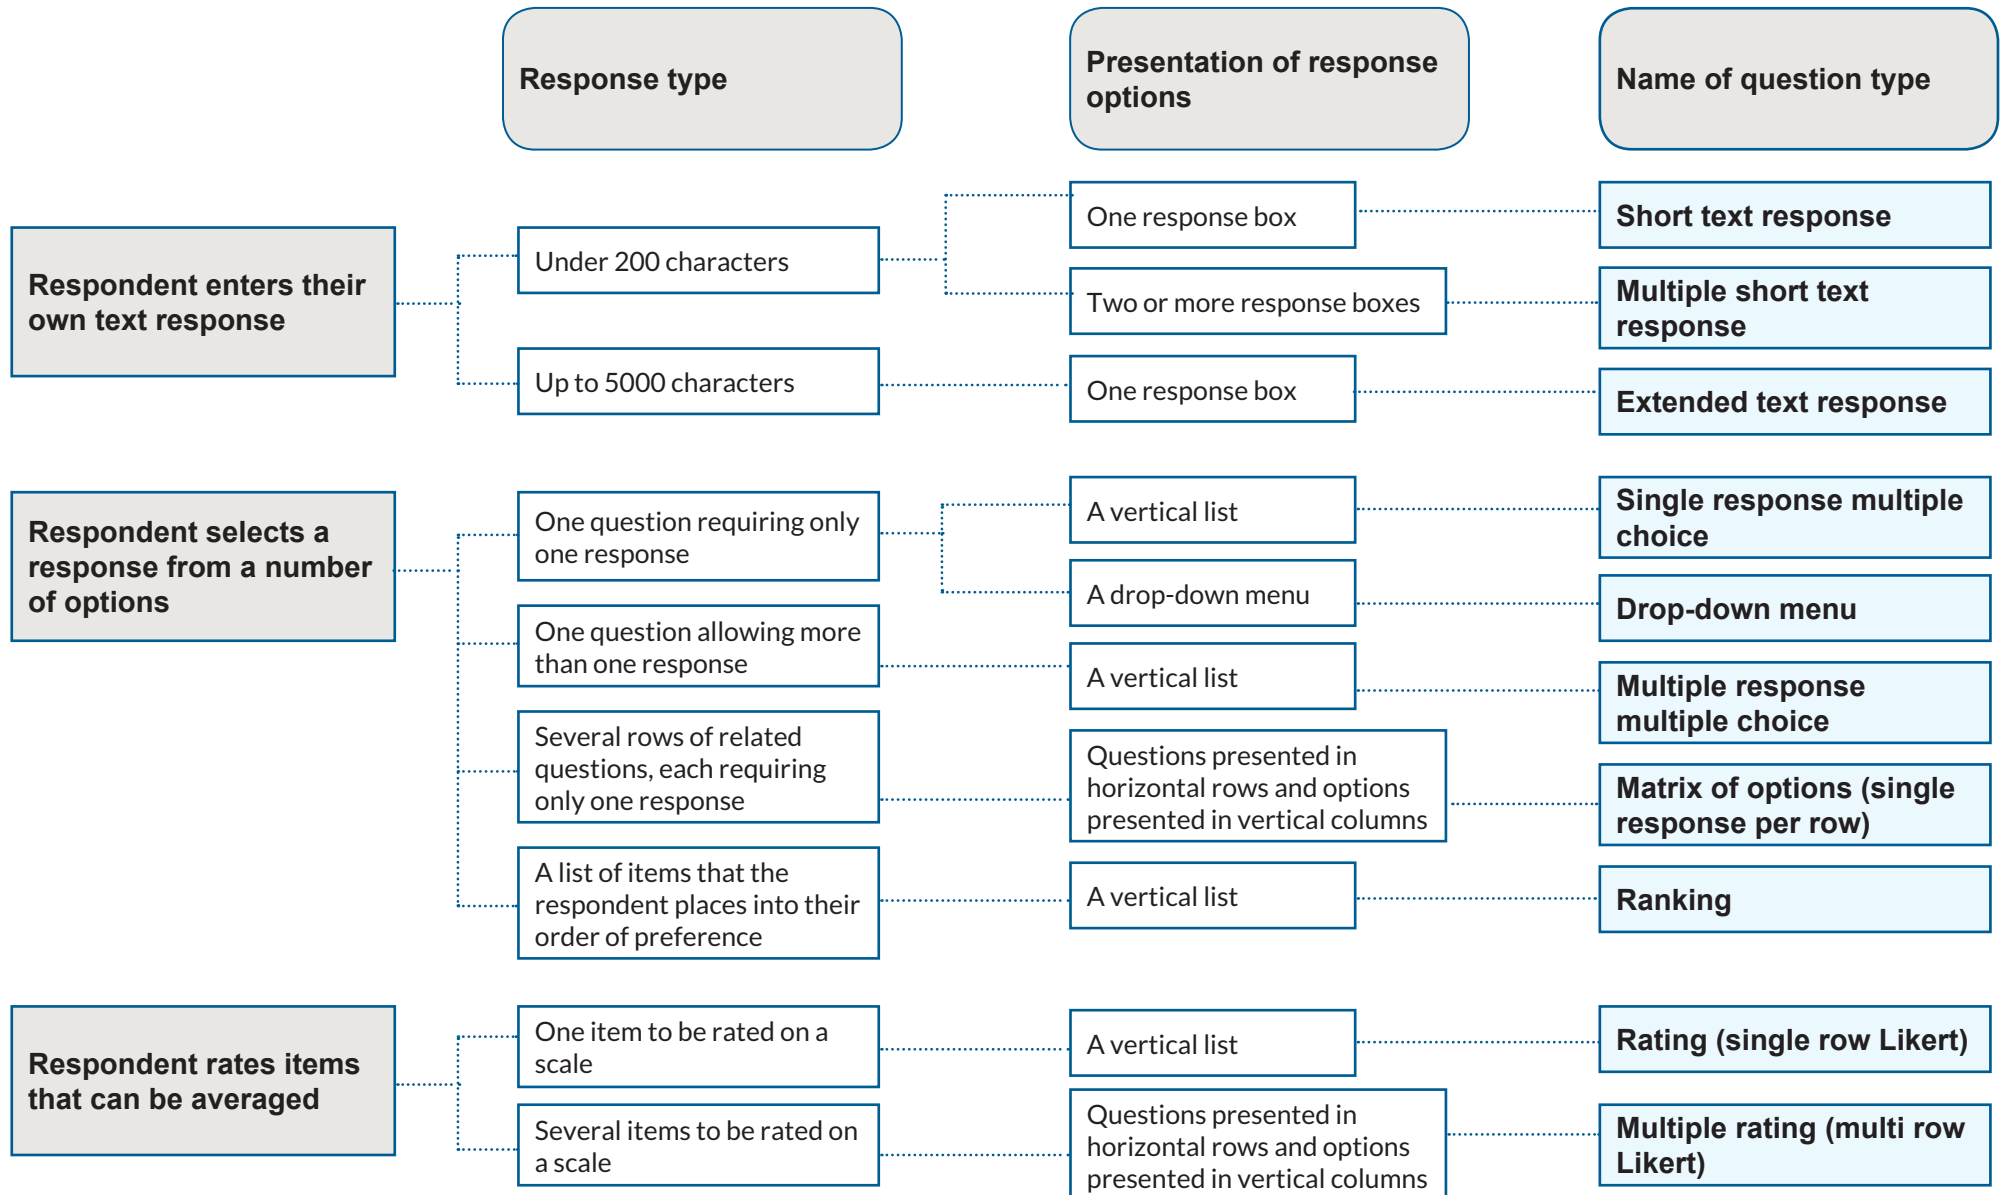 Response type
Presentation of response
options
Name of question type
Respondent enters their
own text response
Under 200 characters
One response box
Short text response
Two or more response boxes
Multiple short text
response
Up to 5000 characters
One response box
Extended text response
Respondent selects a
response from a number
of options
One question requiring only
one response
A vertical list
Single response multiple
choice
A drop-down menu
Drop-down menu
One question allowing more
than one response
A vertical list
Multiple response
multiple choice
Several rows of related
questions, each requiring
only one response
Questions presented in
horizontal rows and options
presented in vertical columns
Matrix of options (single
response per row)
A list of items that the
respondent places into their
order of preference
A vertical list
Ranking
Respondent rates items
that can be averaged
One item to be rated on a
scale
A vertical list
Rating (single row Likert)
Several items to be rated on
a scale
Questions presented in
horizontal rows and options
presented in vertical columns
Multiple rating (multi row
Likert)